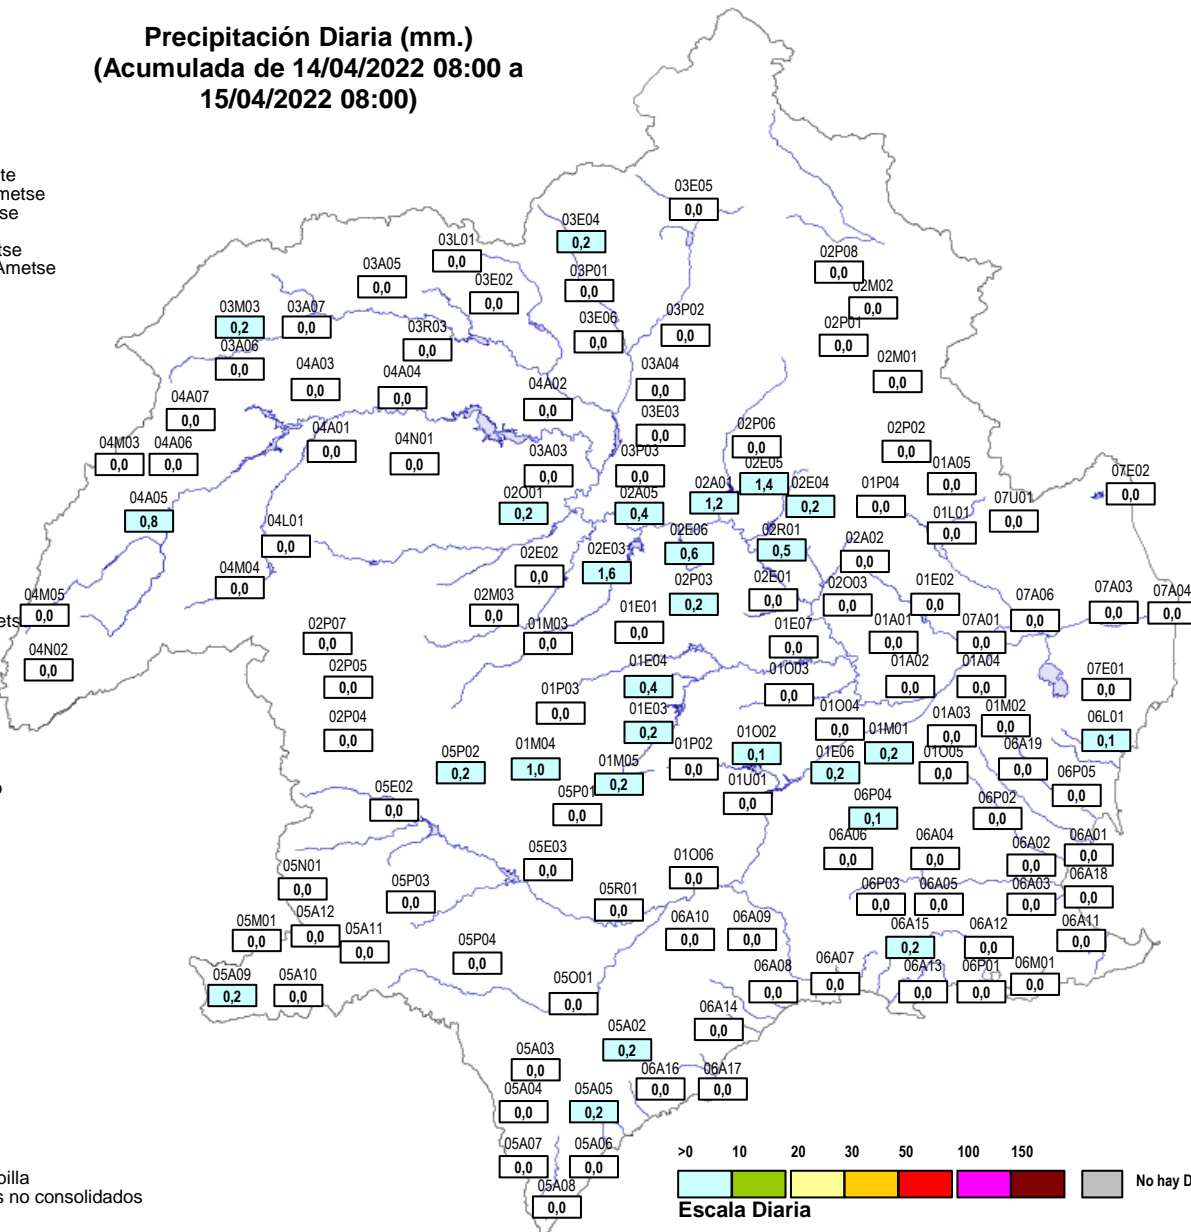 Precipitación Diaria (mm.)
(Acumulada de 14/04/2022 08:00 a
15/04/2022 08:00)
te
metse
se
tse
Ametse
03E05
0,0
03E04
0,2
03L01
0,0
02P08
0,0
03A05
0,0
03E02
0,0
03P01
0,0
02M02
0,0
03M03
0,2
03A07
0,0
03R03
0,0
03E06
0,0
03P02
0,0
02P01
0,0
03A06
0,0
04A03
0,0
04A04
0,0
03A04
0,0
02M01
0,0
04A07
0,0
04A02
0,0
03E03
0,0
04M03
0,0
04A06
0,0
04A01
0,0
04N01
0,0
02P06
0,0
02P02
0,0
03A03
0,0
03P03
0,0
02E05
1,4
01A05
0,0
07E02
0,0
04A05
0,8
02O01
0,2
02A05
0,4
02A01
1,2
02E04
0,2
01P04
0,0
07U01
0,0
04L01
0,0
01L01
0,0
02E06
0,6
02R01
0,5
02A02
0,0
02E02
0,0
02E03
1,6
04M04
0,0
02E01
0,0
02P03
0,2
02O03
0,0
01E02
0,0
04M05
0,0
ets
02M03
0,0
01E01
0,0
07A06
0,0
07A03
0,0
07A04
0,0
02P07
0,0
01M03
0,0
01E07
0,0
01A01
0,0
07A01
0,0
04N02
0,0
02P05
0,0
01E04
0,4
01O03
0,0
01A02
0,0
01A04
0,0
07E01
0,0
01P03
0,0
02P04
0,0
01E03
0,2
01O04
0,0
01A03
0,0
01M02
0,0
06L01
0,1
05P02
0,2
01M04
1,0
01M05
0,2
01P02
0,0
01O02
0,1
01E06
0,2
01M01
0,2
01O05
0,0
06A19
0,0
06P05
0,0
05E02
0,0
05P01
0,0
01U01
0,0
06P04
0,1
06P02
0,0
05E03
0,0
06A06
0,0
06A04
0,0
06A02
0,0
06A01
0,0
05N01
0,0
05P03
0,0
05R01
0,0
01O06
0,0
06P03
0,0
06A05
0,0
06A03
0,0
06A18
0,0
05M01
0,0
05A12
0,0
05A11
0,0
06A10
0,0
06A09
0,0
06A15
0,2
06A12
0,0
06A11
0,0
05A09
0,2
05A10
0,0
05P04
0,0
05O01
0,0
06A08
0,0
06A07
0,0
06A13
0,0
06P01
0,0
06M01
0,0
06A14
0,0
05A02
0,2
05A03
0,0
06A16
0,0
06A17
0,0
05A04
0,0
05A05
0,2
05A07
0,0
05A06
0,0
05A08
0,0
>0 10 20 30 50 100 150
No hay D
Escala Diaria
oilla
s no consolidados